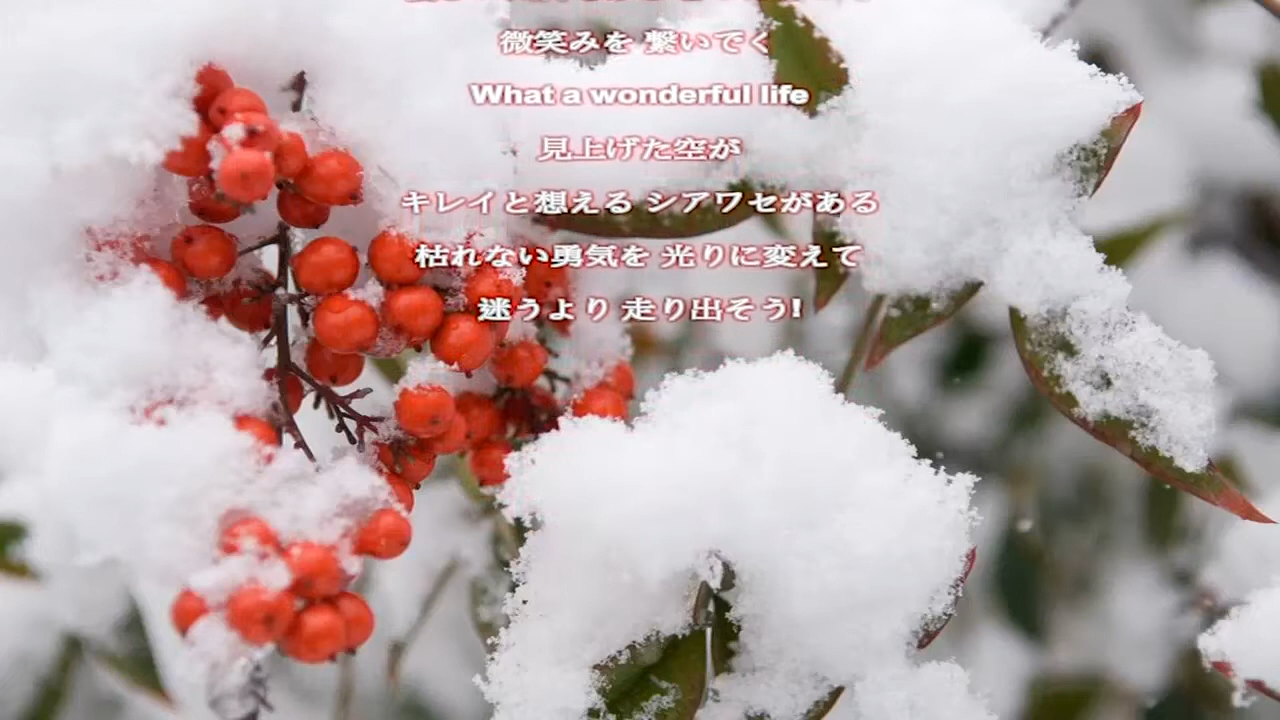 微笑みを 繋いでく
What a wonderful life
見上げた空が
キレイと想える シアワセがある
枯れない勇気を 光りに変えて
迷うより 走り出そう!